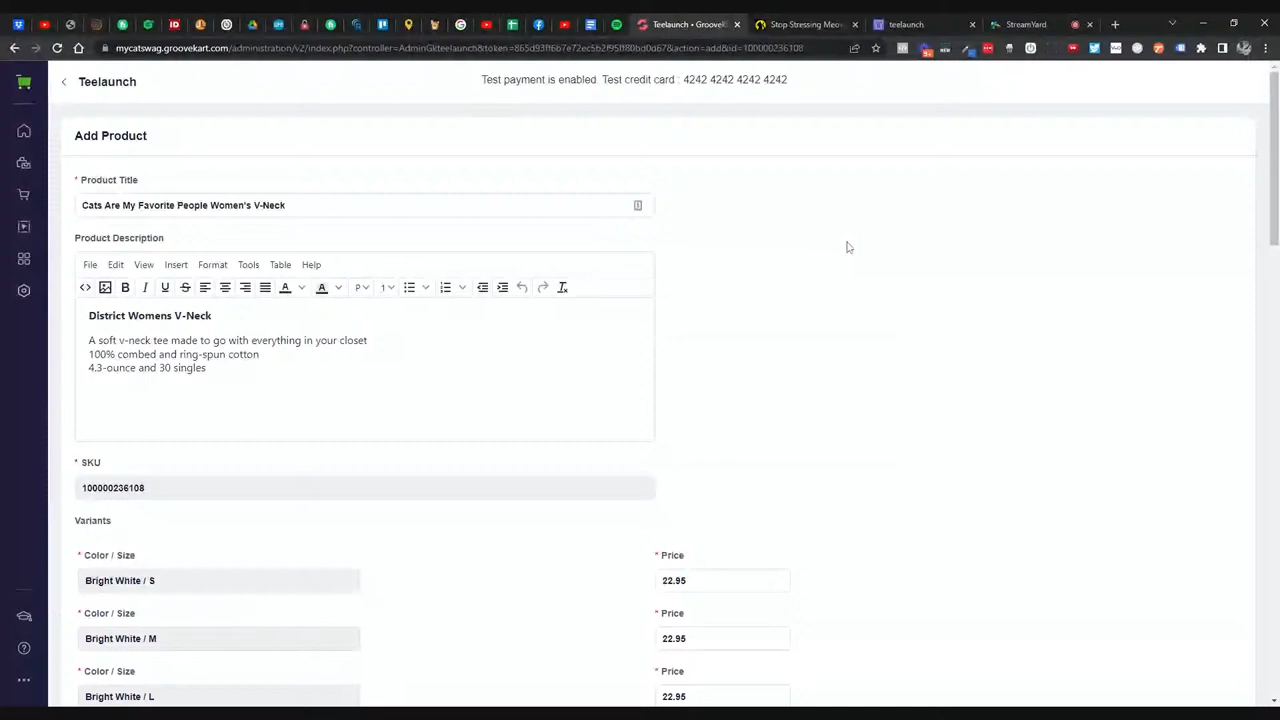 Teelaunch • GrooveKart
Stop-Stressing Meow
teelaunch
StreamYard
mycatswag.groovekart.com/administration/v2/index.php?controller=AdminGkteelaunch&token=865d93ff6b7e72ec5b2f95ff80bd0d67&action=add&id=100000236108
Teelaunch
Test payment is enabled. Test credit card : 4242 4242 4242 4242
Add Product
* Product Title
Cats Are My Favorite People Women's V-Neck
Product Description
File Edit View Insert Format Tools Table Help
District Womens V-Neck
A soft v-neck tee made to go with everything in your closet
100% combed and ring-spun cotton
4.3-ounce and 30 singles
* SKU
100000236108
Variants
* Color / Size * Price
Bright White / S 22.95
* Color / Size * Price
Bright White / M 22.95
* Color / Size * Price
Bright White / L 22.95